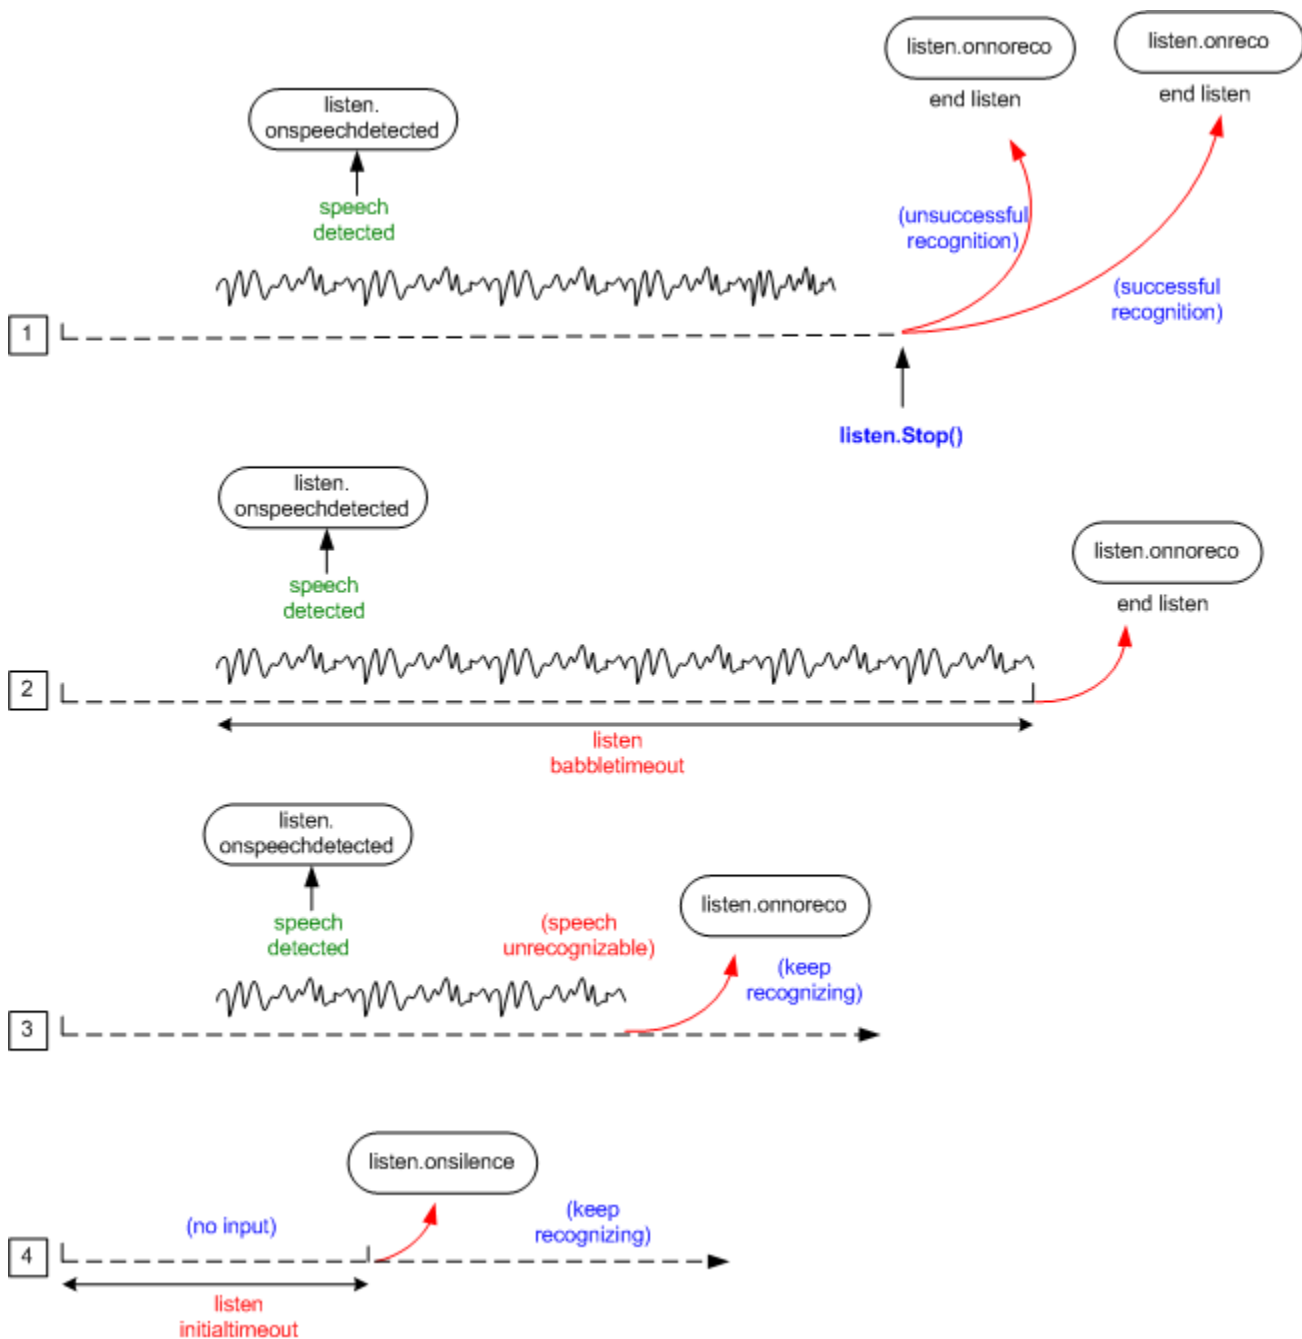 listen.onnoreco
end listen
listen.onreco
end listen
listen.
onspeechdetected
speech
detected
(unsuccessful
recognition)
(successful
recognition)
1
listen.Stop()
listen.
onspeechdetected
speech
detected
listen.onnoreco
end listen
2
listen
babbletimeout
listen.
onspeechdetected
speech
detected
(speech
unrecognizable)
listen.onnoreco
(keep
recognizing)
3
listen.onsilence
(no input)
(keep
recognizing)
4
listen
initialtimeout